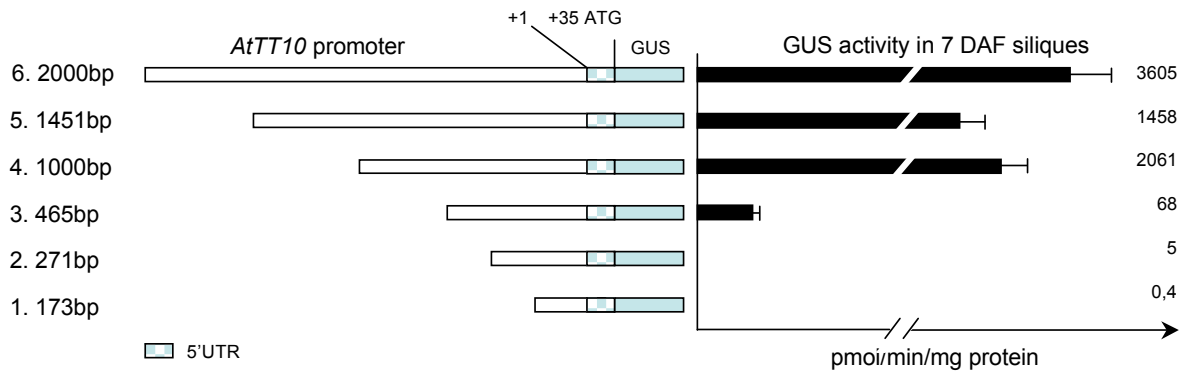 +1 +35 ATG
AtTT10 promoter GUS GUS activity in 7 DAF siliques
6. 2000bp 3605
5. 1451bp 1458
4. 1000bp 2061
3. 465bp 68
2. 271bp 5
1. 173bp 0,4
5'UTR
pmol/min/mg protein